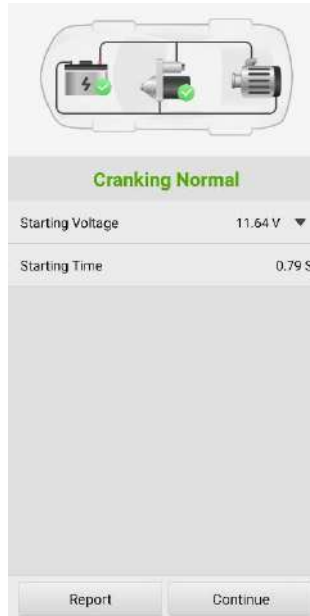 Cranking Normal
Starting Voltage 11.64 V
Starting Time 0.79 S
Report Continue